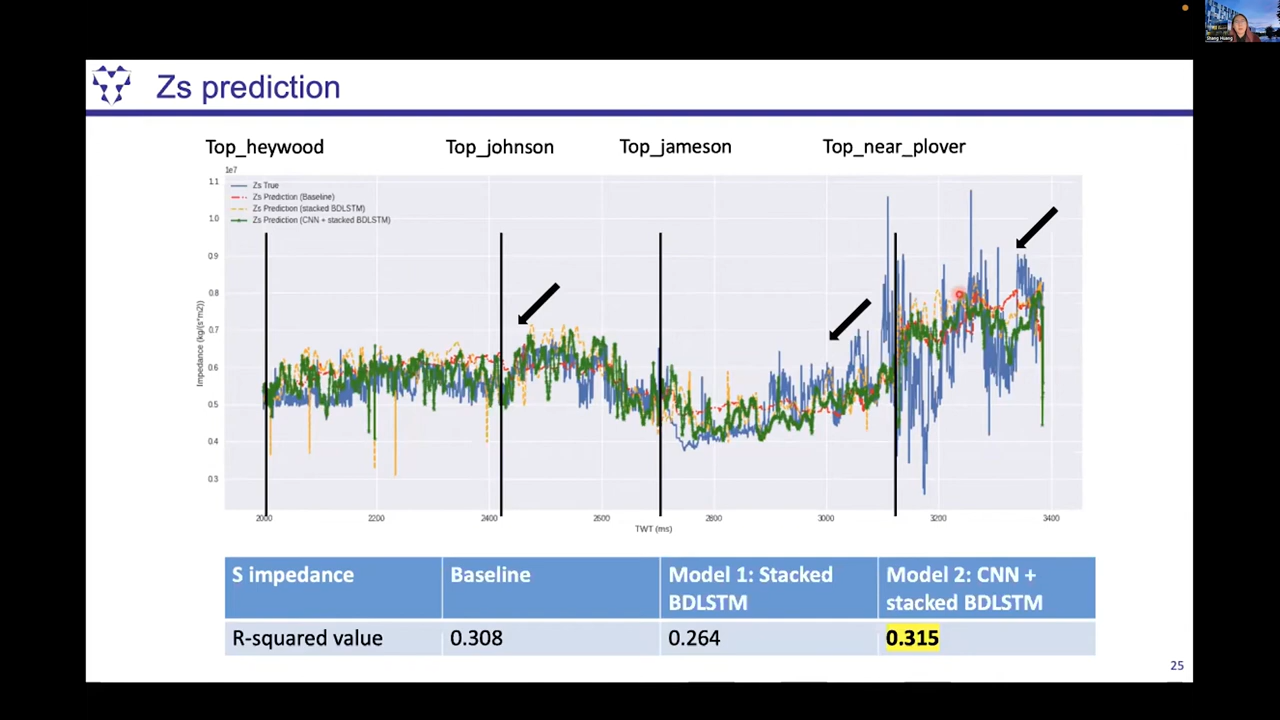 Shang Huang
Zs prediction
Top_heywood
Top_johnson
Top_jameson
Top_near_plover
1e7
Zs True
Zs Prediction (Baseline)
Zs Prediction (stacked BDLSTM)
Zs Prediction (CNN + stacked BDLSTM)
1.1
1.0
0.9
0.8
0.7
0.6
0.5
0.4
0.3
Impedance (kg/(s*m2))
2000 2200 2400 2600 2800 3000 3200 3400
TWT (ms)
S impedance
Baseline
Model 1: Stacked
BDLSTM
Model 2: CNN +
stacked BDLSTM
R-squared value
0.308
0.264
0.315
25